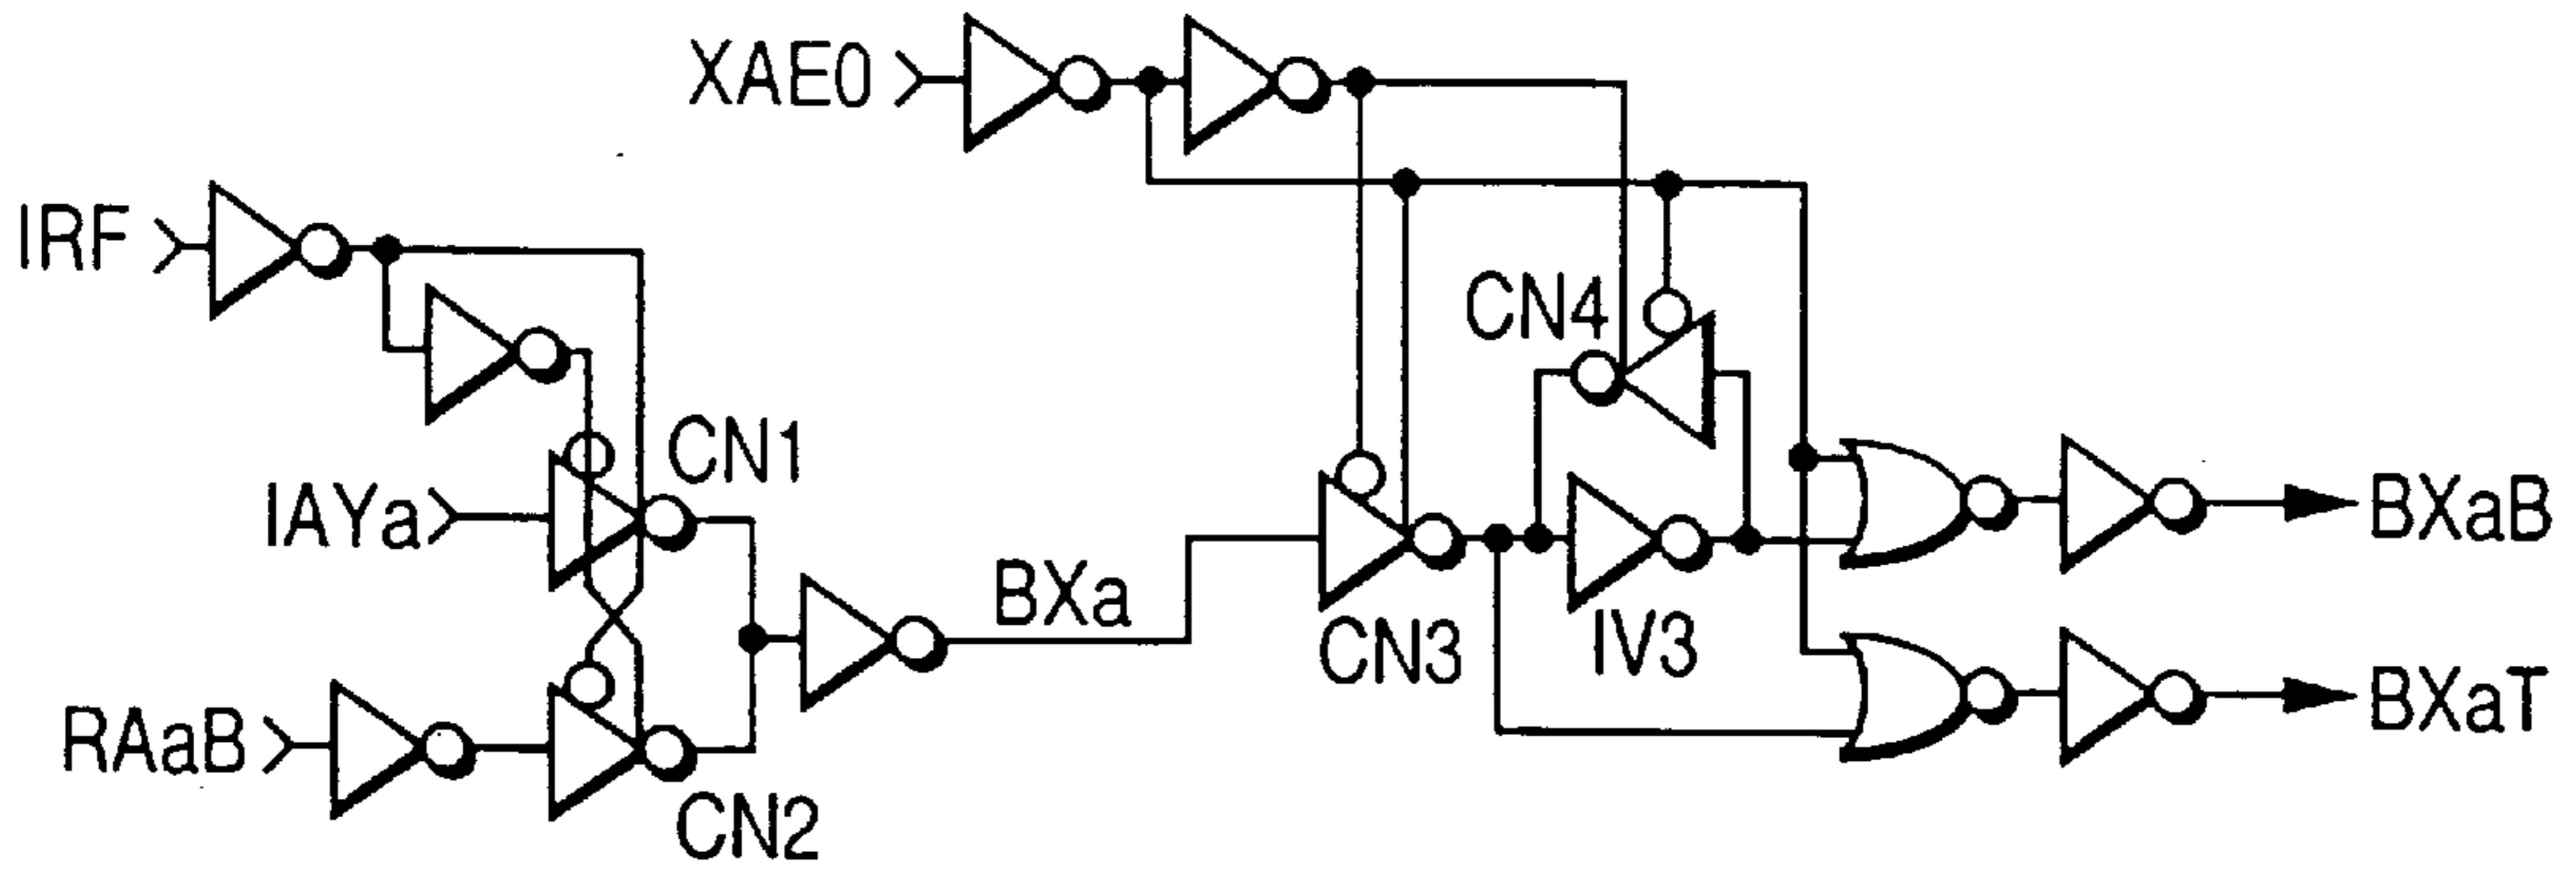 XAE0
IRF
CN4
CN1
IAYa
BXaB
BXa
CN3
IV3
BXaT
RAaB
CN2